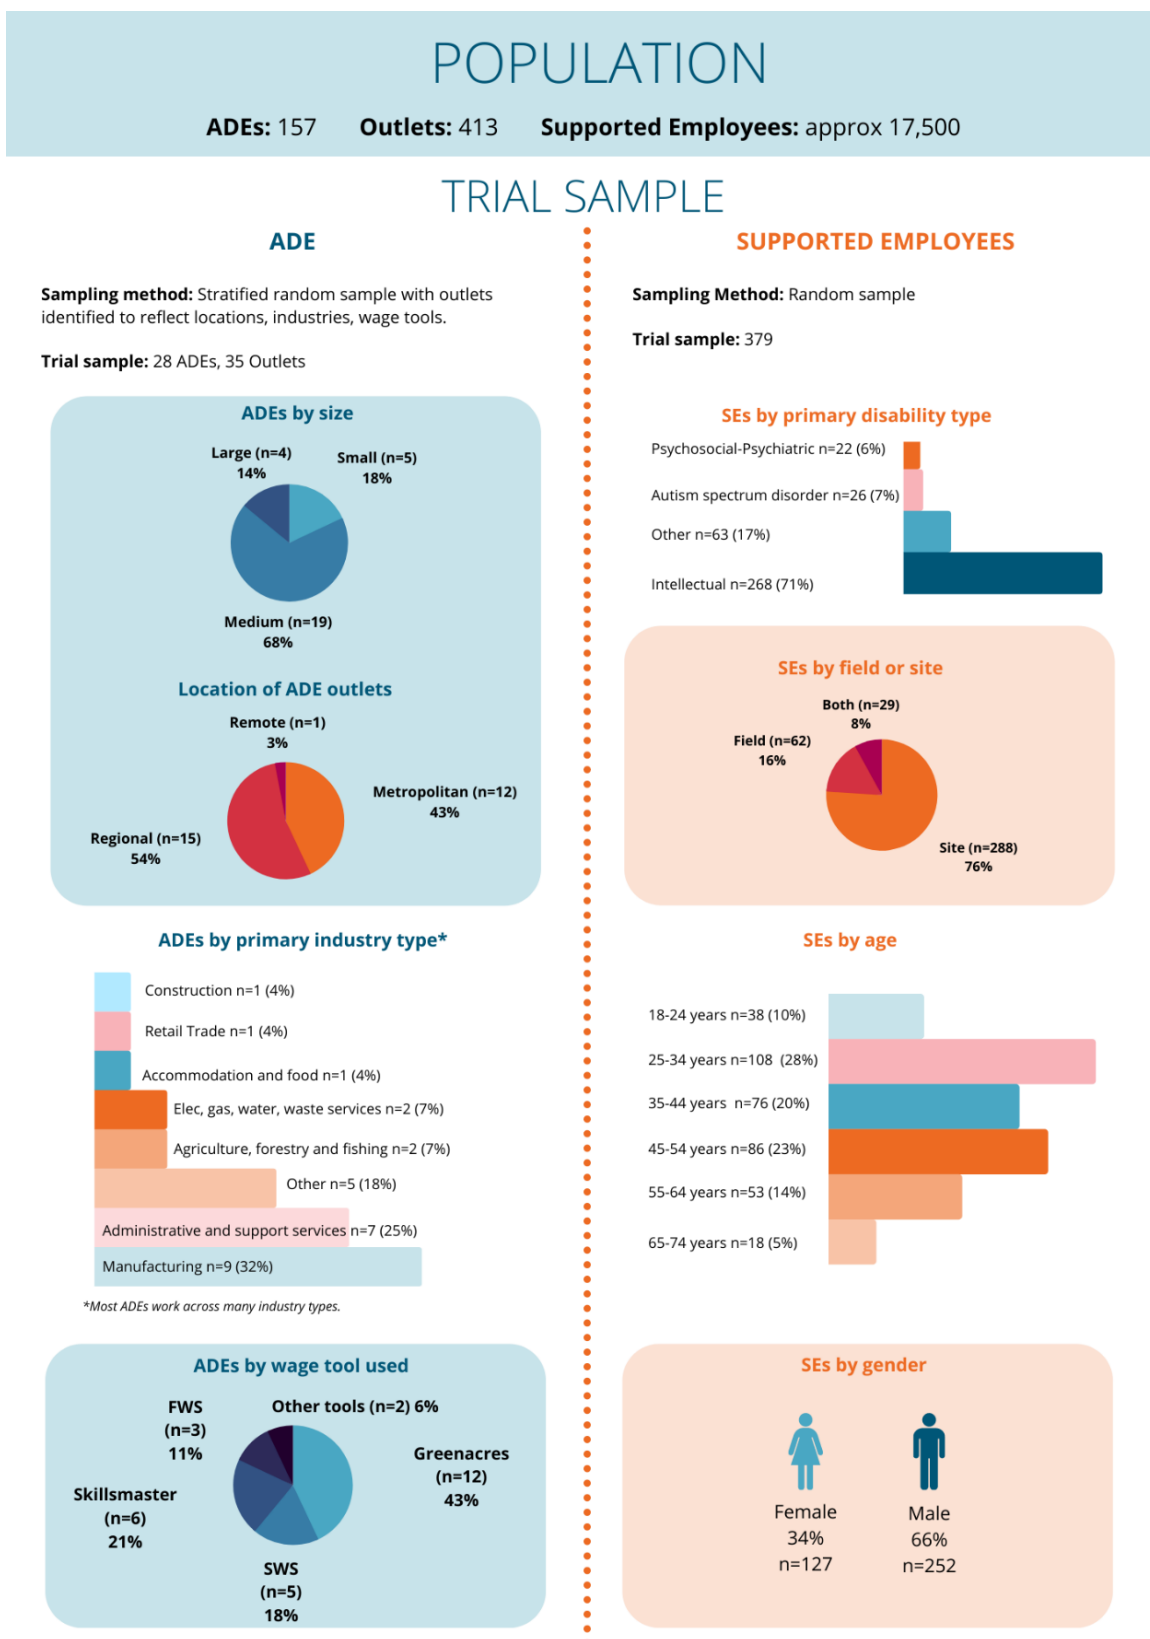 POPULATION
ADEs: 157 Outlets: 413 Supported Employees: approx 17,500
TRIAL SAMPLE
ADE
Sampling method: Stratified random sample with outlets
identified to reflect locations, industries, wage tools.
Trial sample: 28 ADEs, 35 Outlets
ADEs by size
Large (n=4)
14%
Small (n=5)
18%
Medium (n=19)
68%
Location of ADE outlets
Remote (n=1)
3%
Metropolitan (n=12)
43%
Regional (n=15)
54%
ADEs by primary industry type*
Construction n=1 (4%)
Retail Trade n=1 (4%)
Accommodation and food n=1 (4%)
Elec, gas, water, waste services n=2 (7%)
Agriculture, forestry and fishing n=2 (7%)
Other n=5 (18%)
Administrative and support services n=7 (25%)
Manufacturing n=9 (32%)
*Most ADEs work across many industry types.
ADEs by wage tool used
FWS
(n=3)
11%
Other tools (n=2) 6%
Greenacres
(n=12)
43%
Skillsmaster
(n=6)
21%
SWS
(n=5)
18%
SUPPORTED EMPLOYEES
Sampling Method: Random sample
Trial sample: 379
SEs by primary disability type
Psychosocial-Psychiatric n=22 (6%)
Autism spectrum disorder n=26 (7%)
Other n=63 (17%)
Intellectual n=268 (71%)
SEs by field or site
Both (n=29)
8%
Field (n=62)
16%
Site (n=288)
76%
SEs by age
18-24 years n=38 (10%)
25-34 years n=108 (28%)
35-44 years n=76 (20%)
45-54 years n=86 (23%)
55-64 years n=53 (14%)
65-74 years n=18 (5%)
SEs by gender
Female
34%
n=127
Male
66%
n=252